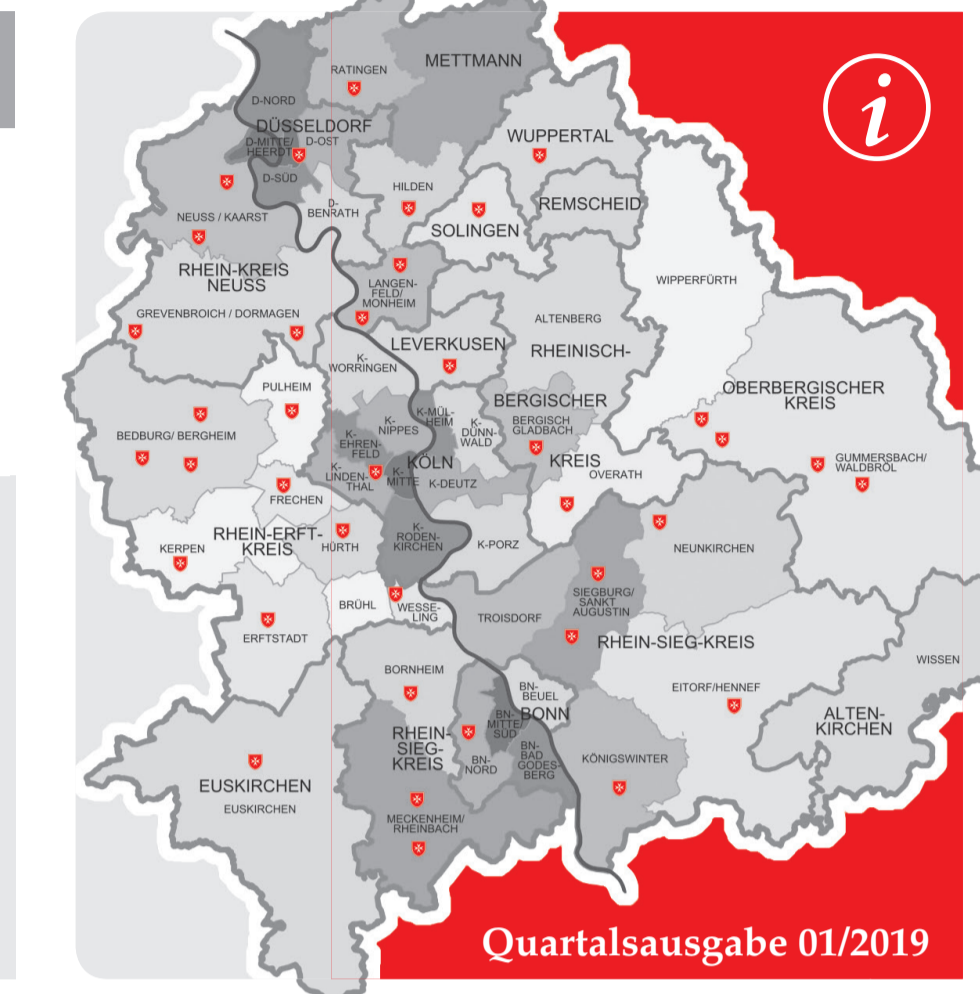 METTMANN
RATINGEN
D-NORD
DÜSSELDORF
D-MITTE/
HEERDT
D-OST
D-SÜD
WUPPERTAL
HILDEN
D-
BENRATH
REMSCHEID
SOLINGEN
NEUSS / KAARST
RHEIN-KREIS
NEUSS
WIPPERFÜRTH
LANGEN-
FELD/
MONHEIM
GREVENBROICH / DORMAGEN
ALTENBERG
LEVERKUSEN
RHEINISCH-
K-
WORRINGEN
PULHEIM
OBERBERGISCHER
KREIS
BERGISCHER
K-MÜL-
HEIM
K-
NIPPES
K-
DÜNN-
WALD
BERGISCH
GLADBACH
BEDBURG/ BERGHEIM
K-
EHREN-
FELD
KÖLN
KREIS
GUMMERSBACH/
WALDBRÖL
K-
LINDEN-
THAL
K-
MITTE
K-DEUTZ
OVERATH
FRECHEN
RHEIN-ERFT-
KREIS
K-
RODEN-
KIRCHEN
HÜRTH
KERPEN
K-PORZ
NEUNKIRCHEN
BRÜHL
WESSE-
LING
TROISDORF
SIEGBURG/
SANKT
AUGUSTIN
ERFTSTADT
RHEIN-SIEG-KREIS
WISSEN
BORNHEIM
EITORF/HENNEF
BN-
BEUEL
BN-
MITTE/
SÜD
BONN
ALTEN-
KIRCHEN
RHEIN-
SIEG-
KREIS
BN-
NORD
BN-
BAD
GODES-
BERG
KÖNIGSWINTER
EUSKIRCHEN
EUSKIRCHEN
MECKENHEIM/
RHEINBACH
i
Quartalsausgabe 01/2019